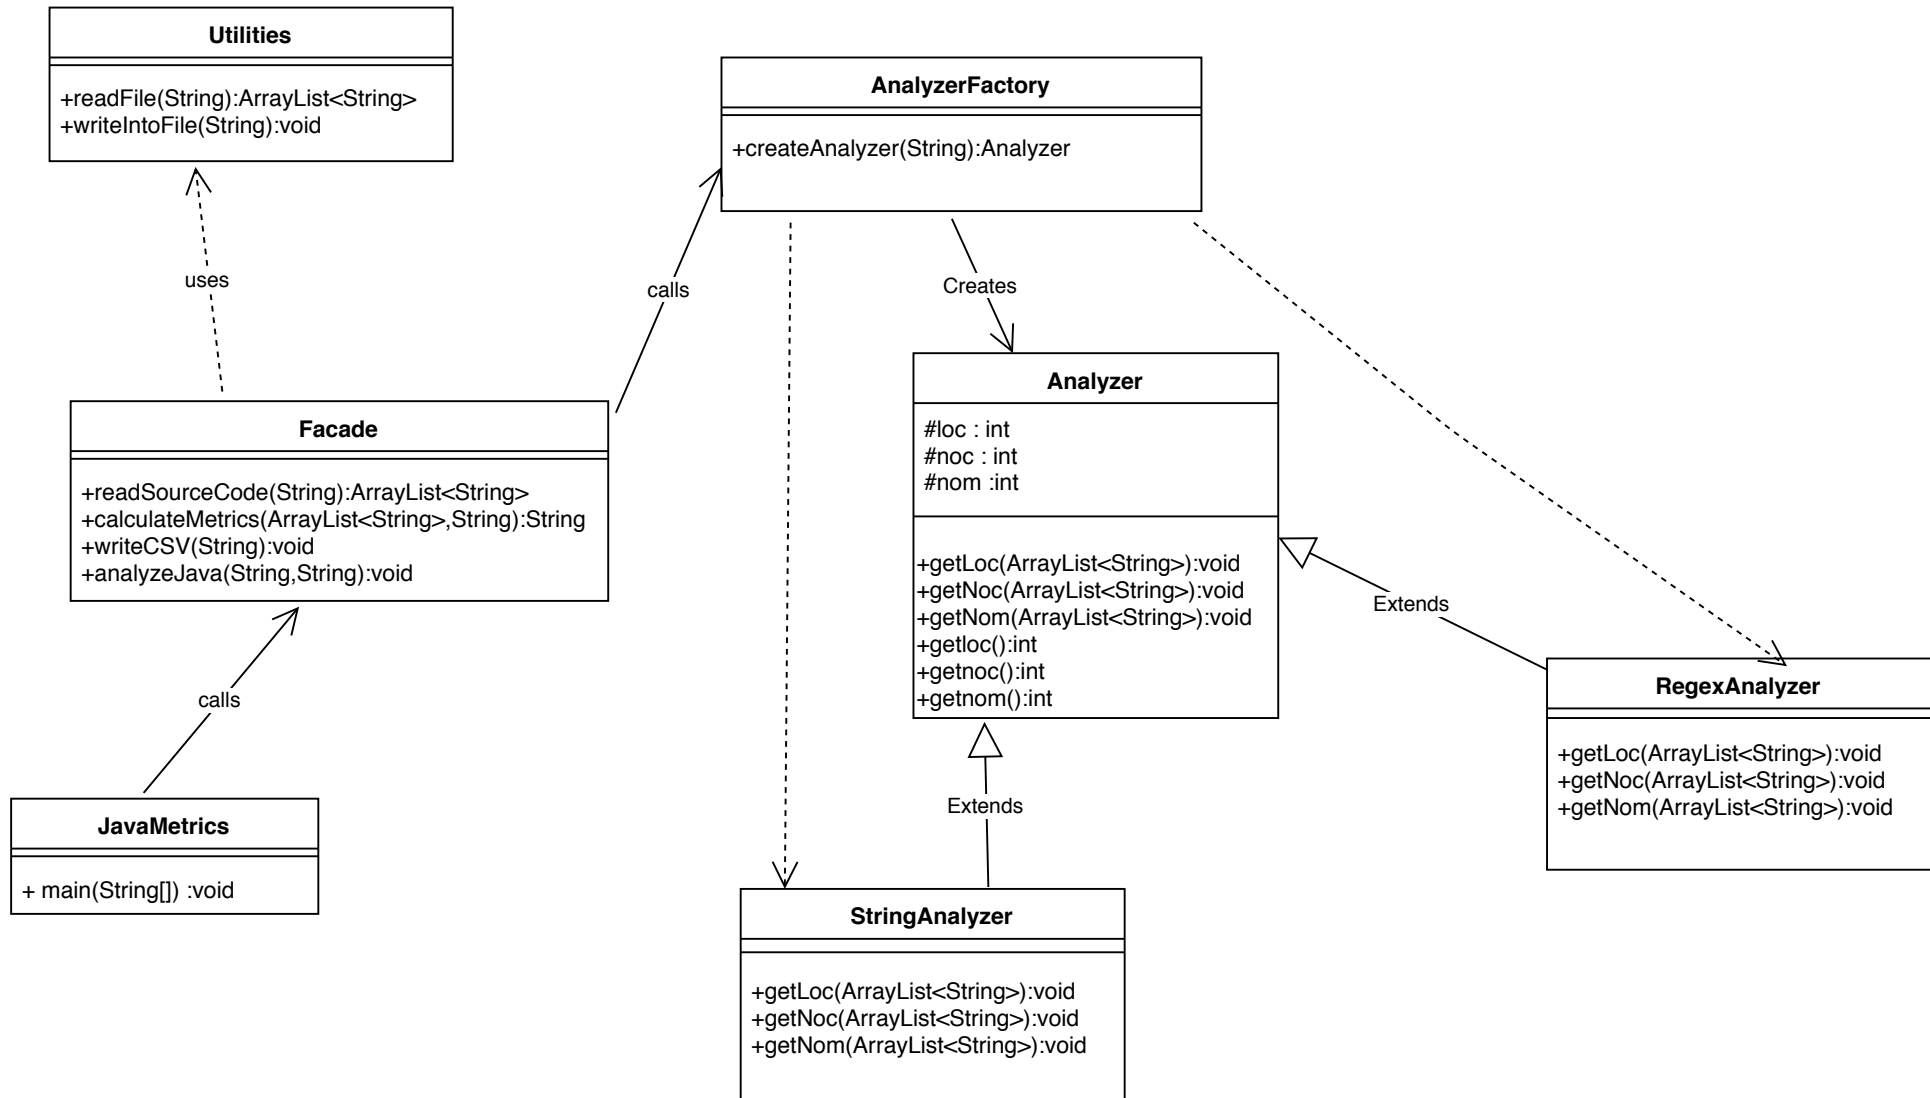 Utilities
+readFile(String):ArrayList<String>
+writeIntoFile(String):void
AnalyzerFactory
+createAnalyzer(String):Analyzer
uses
calls
Creates
Facade
+readSourceCode(String):ArrayList<String>
+calculateMetrics(ArrayList<String>,String):String
+writeCSV(String):void
+analyzeJava(String,String):void
Analyzer
#loc : int
#noc : int
#nom :int
+getLoc(ArrayList<String>):void
+getNoc(ArrayList<String>):void
+getNom(ArrayList<String>):void
+getloc():int
+getnoc():int
+getnom():int
Extends
RegexAnalyzer
+getLoc(ArrayList<String>):void
+getNoc(ArrayList<String>):void
+getNom(ArrayList<String>):void
calls
JavaMetrics
+ main(String[]) :void
Extends
StringAnalyzer
+getLoc(ArrayList<String>):void
+getNoc(ArrayList<String>):void
+getNom(ArrayList<String>):void